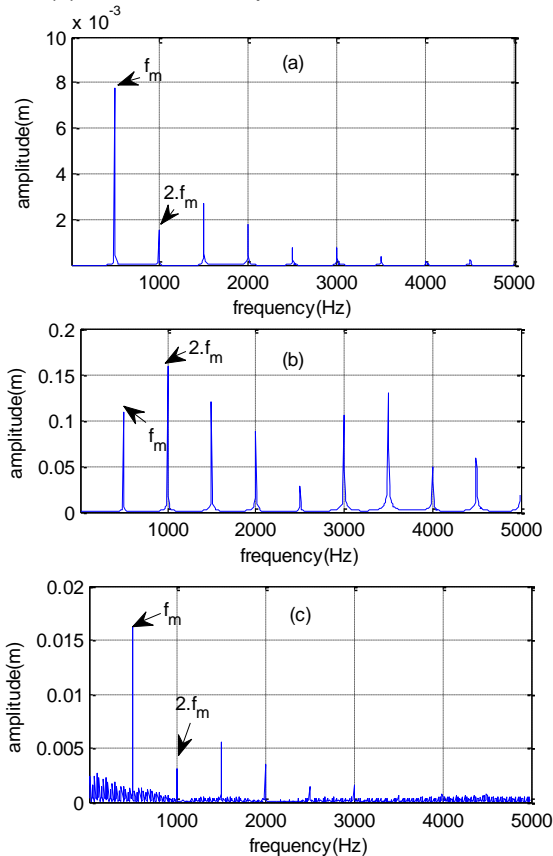 x 10^-3
10
(a)
f_m
8
6
amplitude(m)
4
2.f_m
2
1000 2000 3000 4000 5000
frequency(Hz)
0.2
2.f_m
(b)
0.15
amplitude(m)
0.1
f_m
0.05
0
1000 2000 3000 4000 5000
frequency(Hz)
0.02
f_m
(c)
0.015
amplitude(m)
0.01
2.f_m
0.005
0
1000 2000 3000 4000 5000
frequency(Hz)